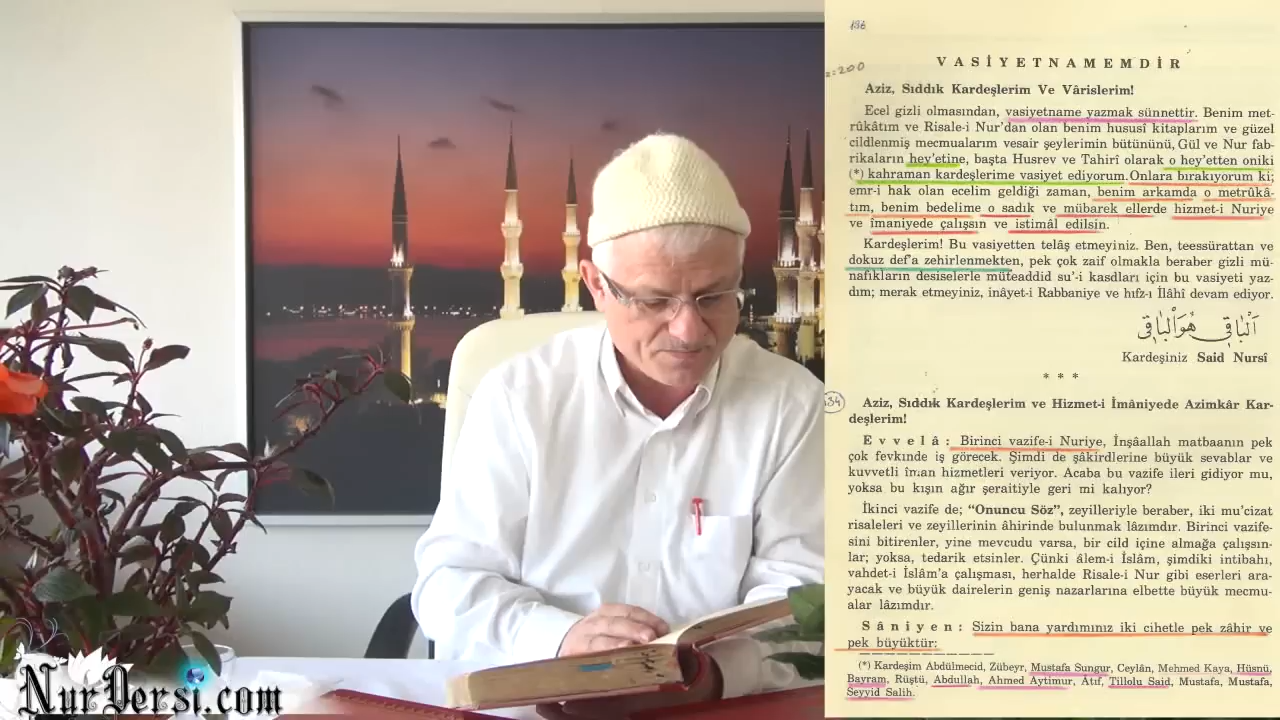 136
=200
V A S İ Y E T N A M E M D İ R
Aziz, Sıddık Kardeşlerim Ve Vârislerim!
Ecel gizli olmasından, vasiyetname yazmak sünnettir. Benim met-
rûkâtım ve Risale-i Nur'dan olan benim hususî kitaplarım ve güzel
cildlenmiş mecmualarım vesair şeylerimin bütününü, Gül ve Nur fab-
rikaların hey'etine, başta Husrev ve Tahirî olarak o hey'etten oniki
(*) kahraman kardeşlerime vasiyet ediyorum. Onlara bırakıyorum ki;
emr-i hak olan ecelim geldiği zaman, benim arkamda o metrûkâ-
tım, benim bedelime o sadık ve mübarek ellerde hizmet-i Nuriye
ve îmaniyede çalışsın ve istimâl edilsin.
Kardeşlerim! Bu vasiyetten telâş etmeyiniz. Ben, teessürattan ve
dokuz def'a zehirlenmekten, pek çok zaif olmakla beraber gizli mü-
nafıkların desiselerle müteaddid su'-i kasdları için bu vasiyeti yaz-
dım; merak etmeyiniz, inâyet-i Rabbaniye ve hıfz-ı İlâhî devam ediyor.
اَلْبَاقِي هُوَ الْبَاقِي
Kardeşiniz Said Nursî
* * *
134
Aziz, Sıddık Kardeşlerim ve Hizmet-i İmâniyede Azimkâr Kar-
deşlerim!
E v v e l â : Birinci vazife-i Nuriye, İnşaallah matbaanın pek
çok fevkınde iş görecek. Şimdi de şâkirdlerine büyük sevablar ve
kuvvetli îman hizmetleri veriyor. Acaba bu vazife ileri gidiyor mu,
yoksa bu kışın ağır şeraitiyle geri mi kalıyor?
İkinci vazife de; "Onuncu Söz", zeyilleriyle beraber, iki mu'cizat
risaleleri ve zeyillerinin âhirinde bulunmak lâzımdır. Birinci vazife-
sini bitirenler, yine mevcudu varsa, bir cild içine almağa çalışsın-
lar; yoksa, tedarik etsinler. Çünki âlem-i İslâm, şimdiki intibahı,
vahdet-i İslâm'a çalışması, herhalde Risale-i Nur gibi eserleri ara-
yacak ve büyük dairelerin geniş nazarlarına elbette büyük mecmu-
alar lâzımdır.
S â n i y e n : Sizin bana yardımınız iki cihetle pek zâhir ve
pek büyüktür:
(*) Kardeşim Abdülmecid, Zübeyr, Mustafa Sungur, Ceylân, Mehmed Kaya, Hüsnü,
Bayram, Rüştü, Abdullah, Ahmed Aytimur, Atıf, Tillolu Said, Mustafa, Mustafa,
Seyyid Salih.
NurDersi.com